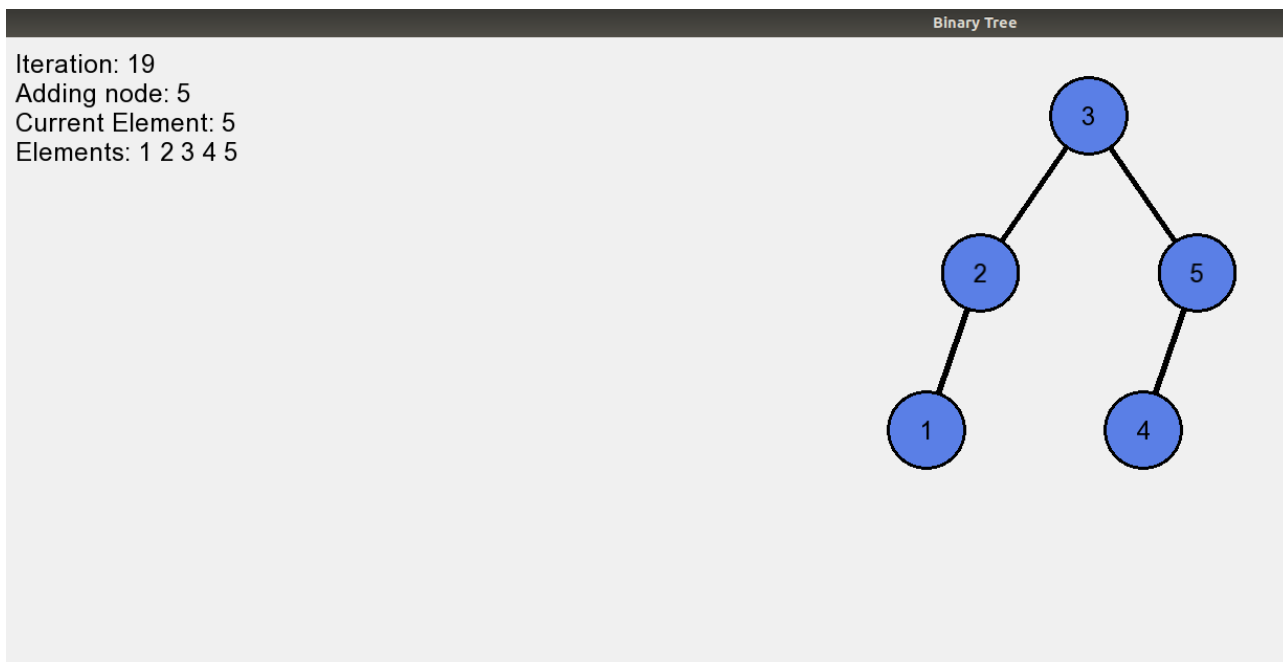 Binary Tree
Iteration: 19
Adding node: 5
Current Element: 5
Elements: 1 2 3 4 5
3
2
5
1
4